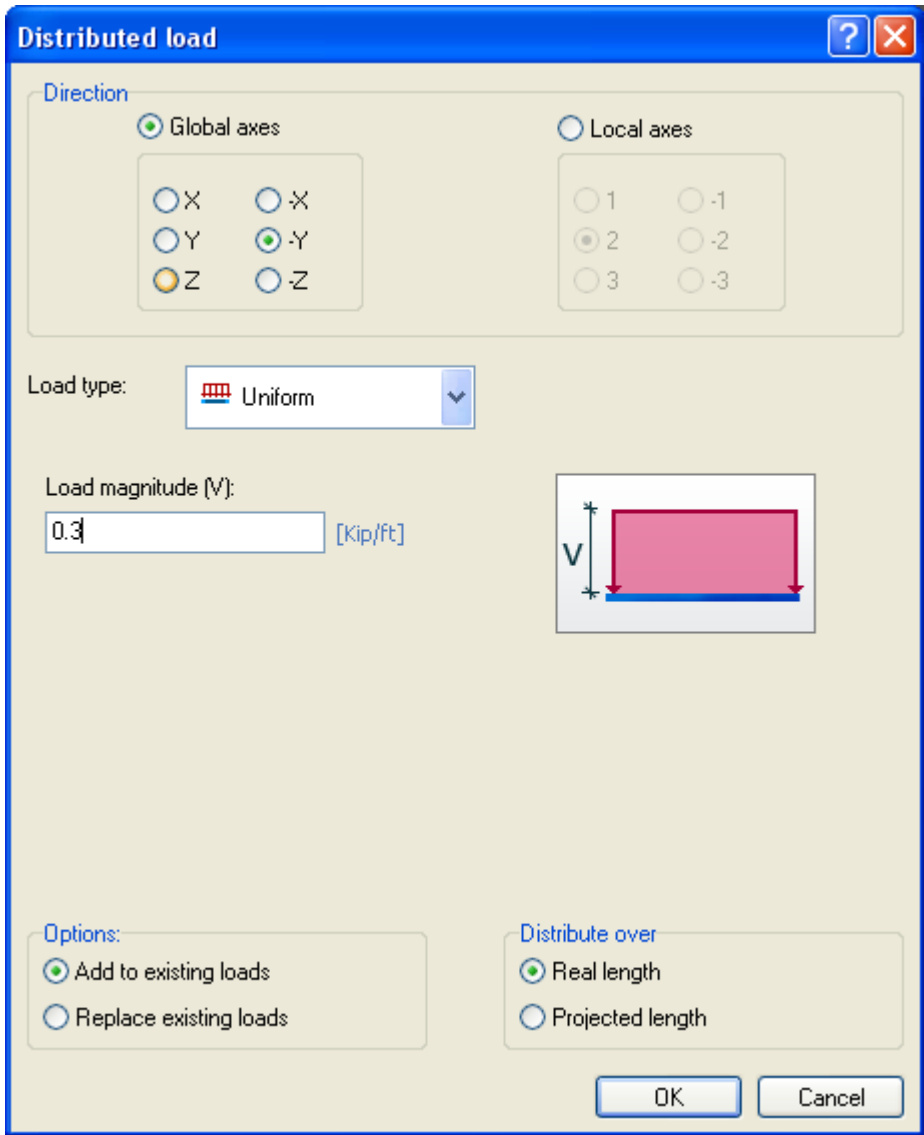 Distributed load
Direction
Global axes
Local axes
X -X
Y -Y
Z -Z
1 -1
2 -2
3 -3
Load type:
Uniform
Load magnitude (V):
0.3 [Kip/ft]
V
Options:
Add to existing loads
Replace existing loads
Distribute over
Real length
Projected length
OK
Cancel